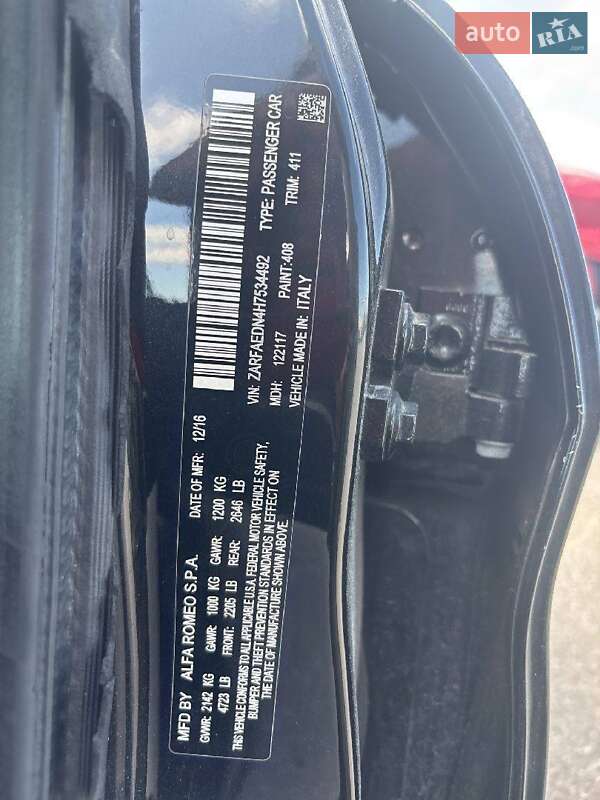 auto RIA.com
MFD BY ALFA ROMEO S.P.A. DATE OF MFR: 12/16
GVWR: 2142 KG GAWR: 1000 KG GAWR: 1200 KG
4723 LB FRONT: 2205 LB REAR: 2646 LB
THIS VEHICLE CONFORMS TO ALL APPLICABLE U.S.A. FEDERAL MOTOR VEHICLE SAFETY,
BUMPER AND THEFT PREVENTION STANDARDS IN EFFECT ON
THE DATE OF MANUFACTURE SHOWN ABOVE.
VIN: ZARFAEDN4H7534492 TYPE: PASSENGER CAR
MDH: 122117 PAINT: 408 TRIM: 411
VEHICLE MADE IN: ITALY